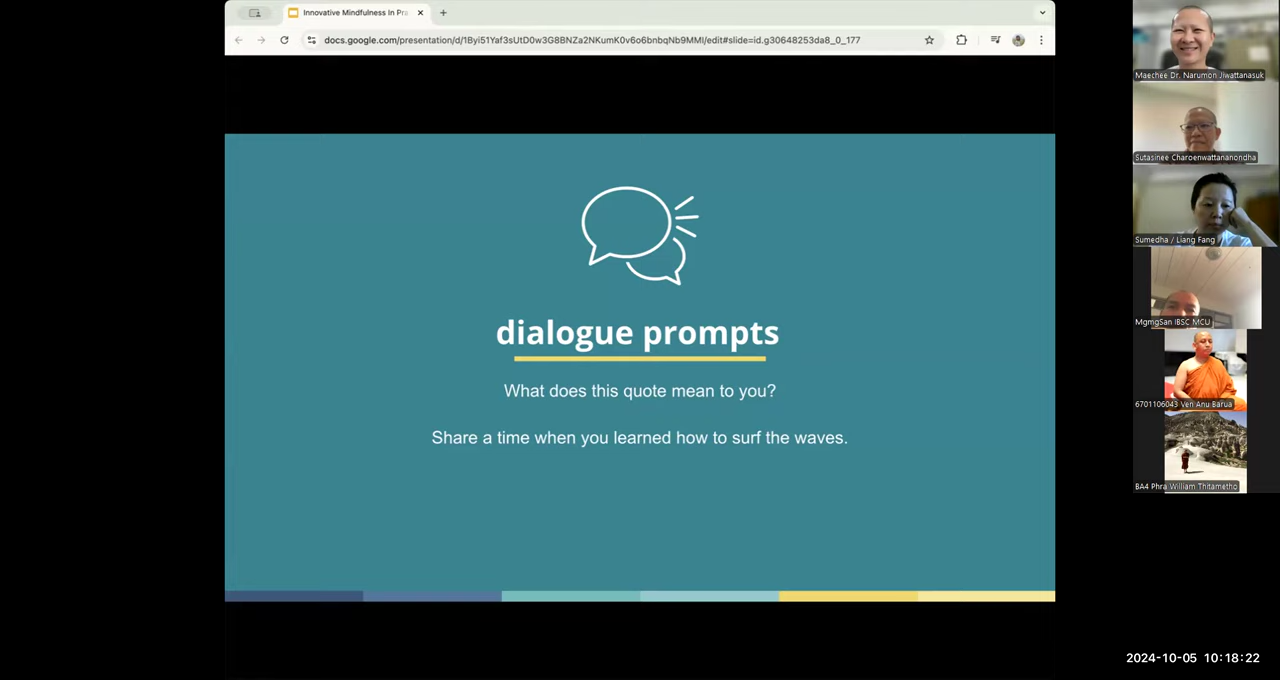 Innovative Mindfulness In Pra
docs.google.com/presentation/d/1Byi51Yaf3sUtD0w3G8BNZa2NKumK0v6o6bnbqNb9MMI/edit#slide=id.g30648253da8_0_177
dialogue prompts
What does this quote mean to you?
Share a time when you learned how to surf the waves.
Maechee Dr. Narumon Jiwattanasuk
Sutasinee Charoenwattananondha
Sumedha / Liang Fang
MgmgSan IBSC MCU
6701106043 Ven Anu Barua
BA4 Phra William Thitametho
2024-10-05 10:18:22